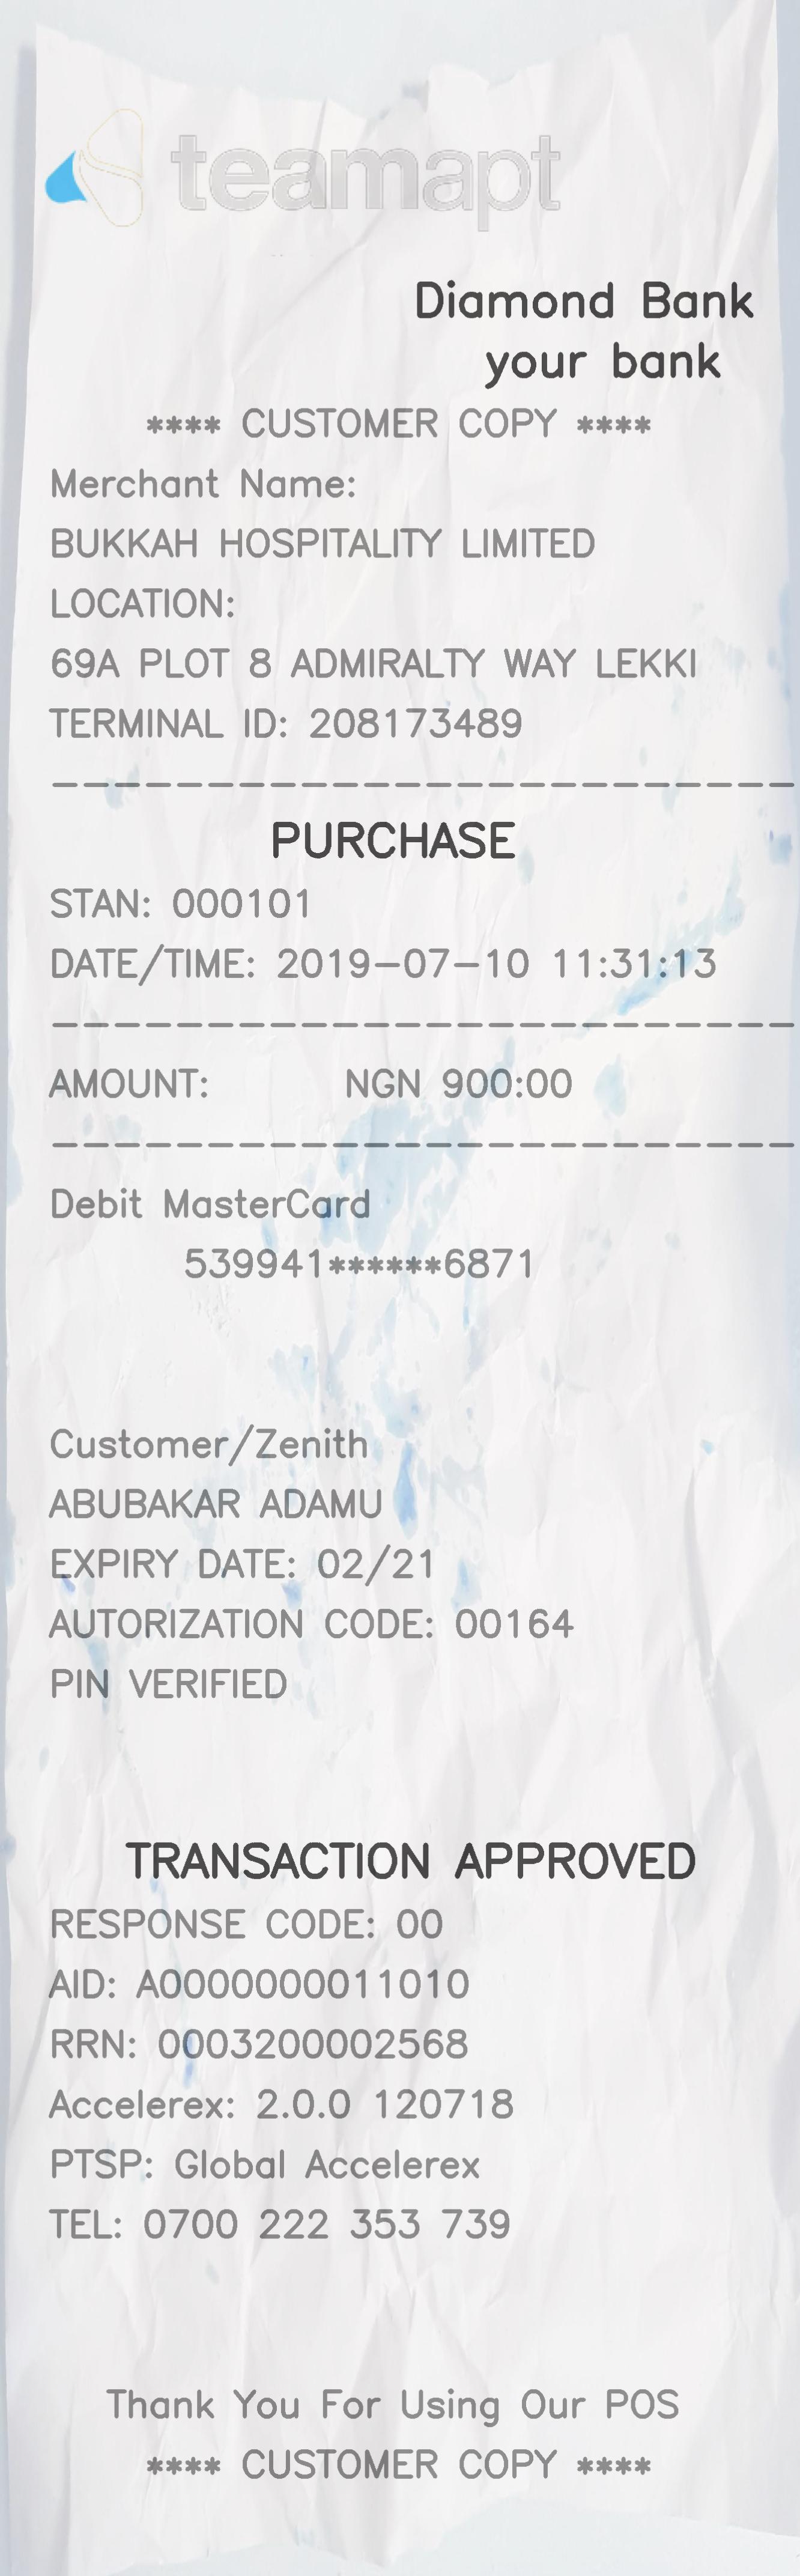 teamapt
Diamond Bank
your bank
**** CUSTOMER COPY ****
Merchant Name:
BUKKAH HOSPITALITY LIMITED
LOCATION:
69A PLOT 8 ADMIRALTY WAY LEKKI
TERMINAL ID: 208173489
------------------------
PURCHASE
STAN: 000101
DATE/TIME: 2019-07-10 11:31:13
------------------------
AMOUNT: NGN 900:00
------------------------
Debit MasterCard
539941******6871
Customer/Zenith
ABUBAKAR ADAMU
EXPIRY DATE: 02/21
AUTORIZATION CODE: 00164
PIN VERIFIED
TRANSACTION APPROVED
RESPONSE CODE: 00
AID: A0000000011010
RRN: 0003200002568
Accelerex: 2.0.0 120718
PTSP: Global Accelerex
TEL: 0700 222 353 739
Thank You For Using Our POS
**** CUSTOMER COPY ****